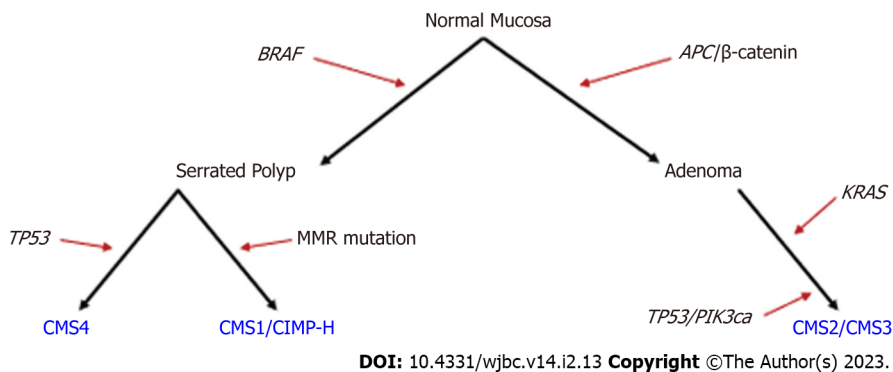 Normal Mucosa
BRAF
APC/β-catenin
Serrated Polyp
Adenoma
KRAS
TP53
MMR mutation
TP53/PIK3ca
CMS4
CMS1/CIMP-H
CMS2/CMS3
DOI: 10.4331/wjbc.v14.i2.13 Copyright ©The Author(s) 2023.